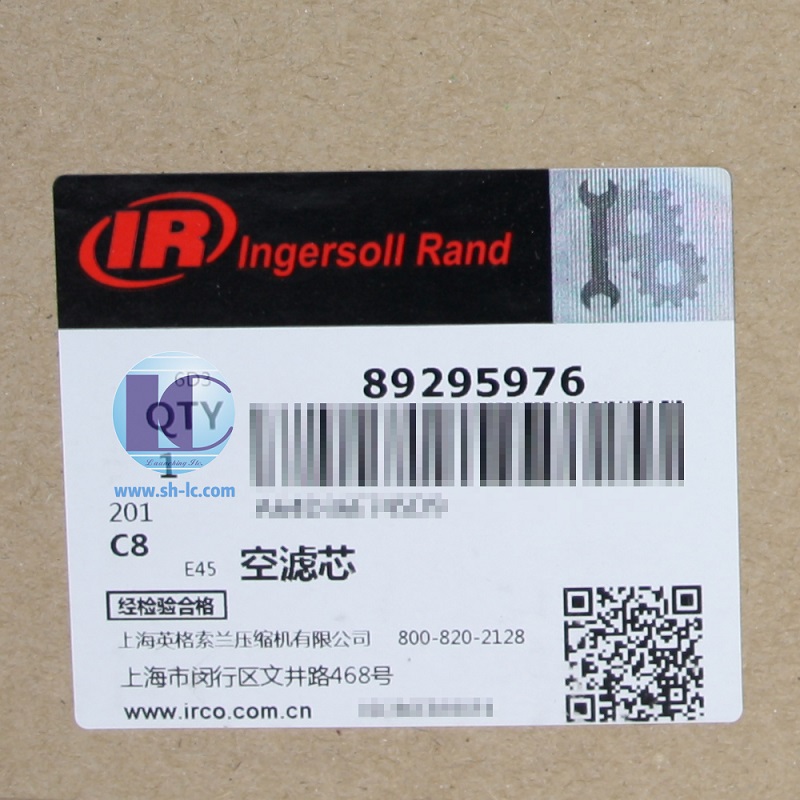 IR Ingersoll Rand
6D3
89295976
QTY
1
www.sh-lc.com
201
C8
E45 空滤芯
经检验合格
上海英格索兰压缩机有限公司 800-820-2128
上海市闵行区文井路468号
www.irco.com.cn